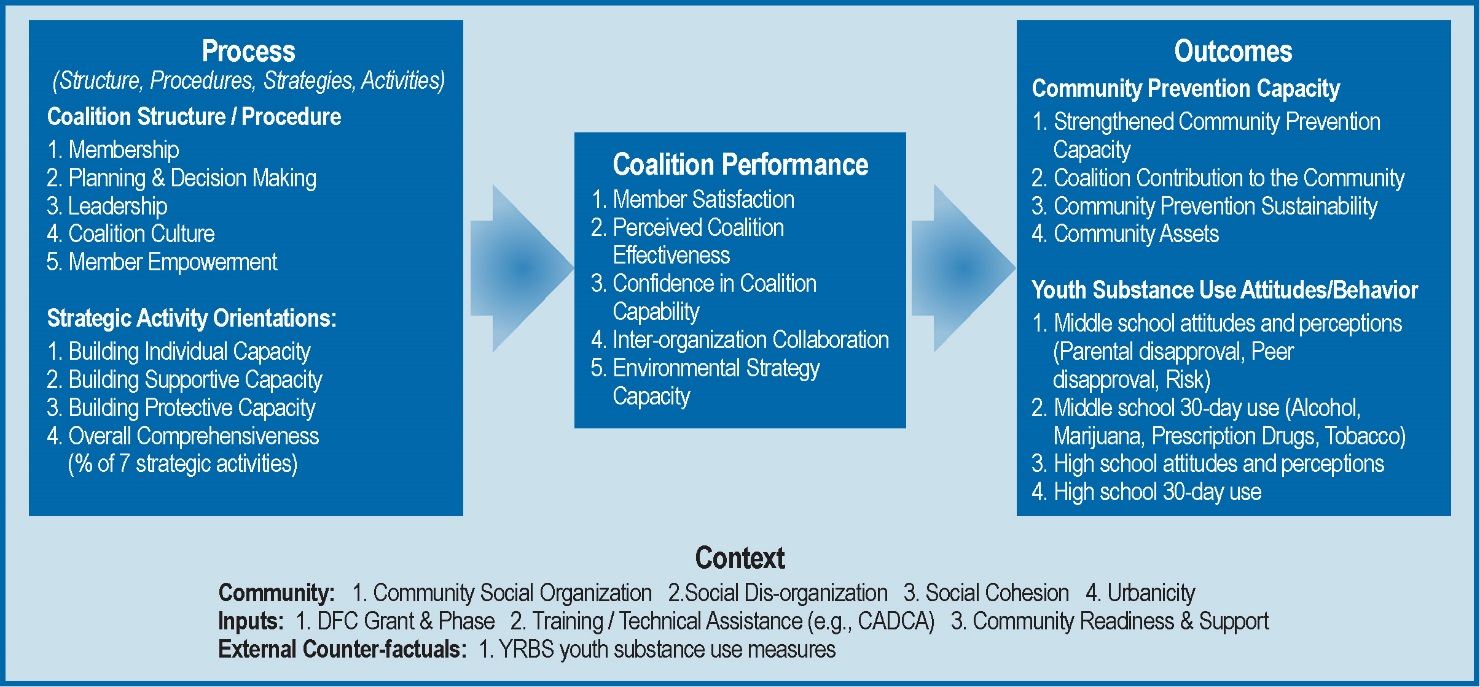 Process
(Structure, Procedures, Strategies, Activities)
Coalition Structure / Procedure
1. Membership
2. Planning & Decision Making
3. Leadership
4. Coalition Culture
5. Member Empowerment
Strategic Activity Orientations:
1. Building Individual Capacity
2. Building Supportive Capacity
3. Building Protective Capacity
4. Overall Comprehensiveness
(% of 7 strategic activities)
Coalition Performance
1. Member Satisfaction
2. Perceived Coalition
Effectiveness
3. Confidence in Coalition
Capability
4. Inter-organization Collaboration
5. Environmental Strategy
Capacity
Outcomes
Community Prevention Capacity
1. Strengthened Community Prevention
Capacity
2. Coalition Contribution to the Community
3. Community Prevention Sustainability
4. Community Assets
Youth Substance Use Attitudes/Behavior
1. Middle school attitudes and perceptions
(Parental disapproval, Peer
disapproval, Risk)
2. Middle school 30-day use (Alcohol,
Marijuana, Prescription Drugs, Tobacco)
3. High school attitudes and perceptions
4. High school 30-day use
Context
Community: 1. Community Social Organization 2.Social Dis-organization 3. Social Cohesion 4. Urbanicity
Inputs: 1. DFC Grant & Phase 2. Training / Technical Assistance (e.g., CADCA) 3. Community Readiness & Support
External Counter-factuals: 1. YRBS youth substance use measures